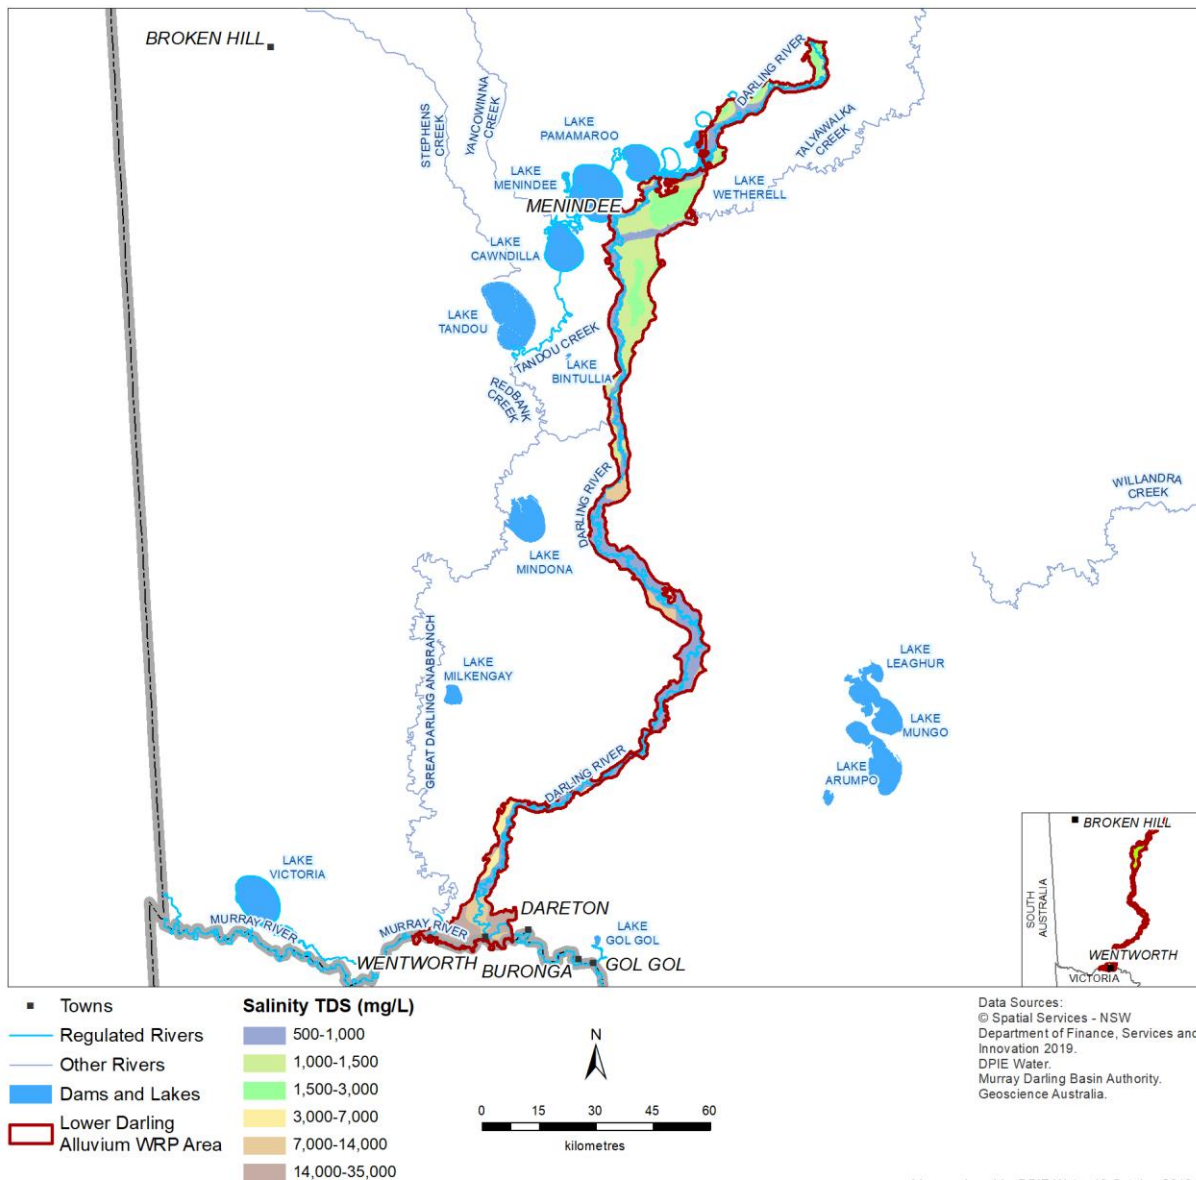 BROKEN HILL
STEPHENS
CREEK
YANCOWINNA
CREEK
DARLING RIVER
TALYAWALKA
CREEK
LAKE
PAMAMAROO
LAKE
MENINDEE
MENINDEE
LAKE
WETHERELL
LAKE
CAWNDILLA
LAKE
TANDOU
TANDOU CREEK
LAKE
BINTULLIA
REDBANK
CREEK
DARLING RIVER
WILLANDRA
CREEK
LAKE
MINDONA
GREAT DARLING ANABRANCH
LAKE
MILKENGAY
LAKE
LEAGHUR
LAKE
MUNGO
LAKE
ARUMPO
DARLING RIVER
LAKE
VICTORIA
MURRAY RIVER
MURRAY RIVER
DARETON
LAKE
GOL GOL
WENTWORTH
BURONGA
GOL GOL
BROKEN HILL
SOUTH
AUSTRALIA
WENTWORTH
VICTORIA
Towns
Regulated Rivers
Other Rivers
Dams and Lakes
Lower Darling
Alluvium WRP Area
Salinity TDS (mg/L)
500-1,000
1,000-1,500
1,500-3,000
3,000-7,000
7,000-14,000
14,000-35,000
N
0 15 30 45 60
kilometres
Data Sources:
© Spatial Services - NSW
Department of Finance, Services and
Innovation 2019.
DPIE Water.
Murray Darling Basin Authority.
Geoscience Australia.